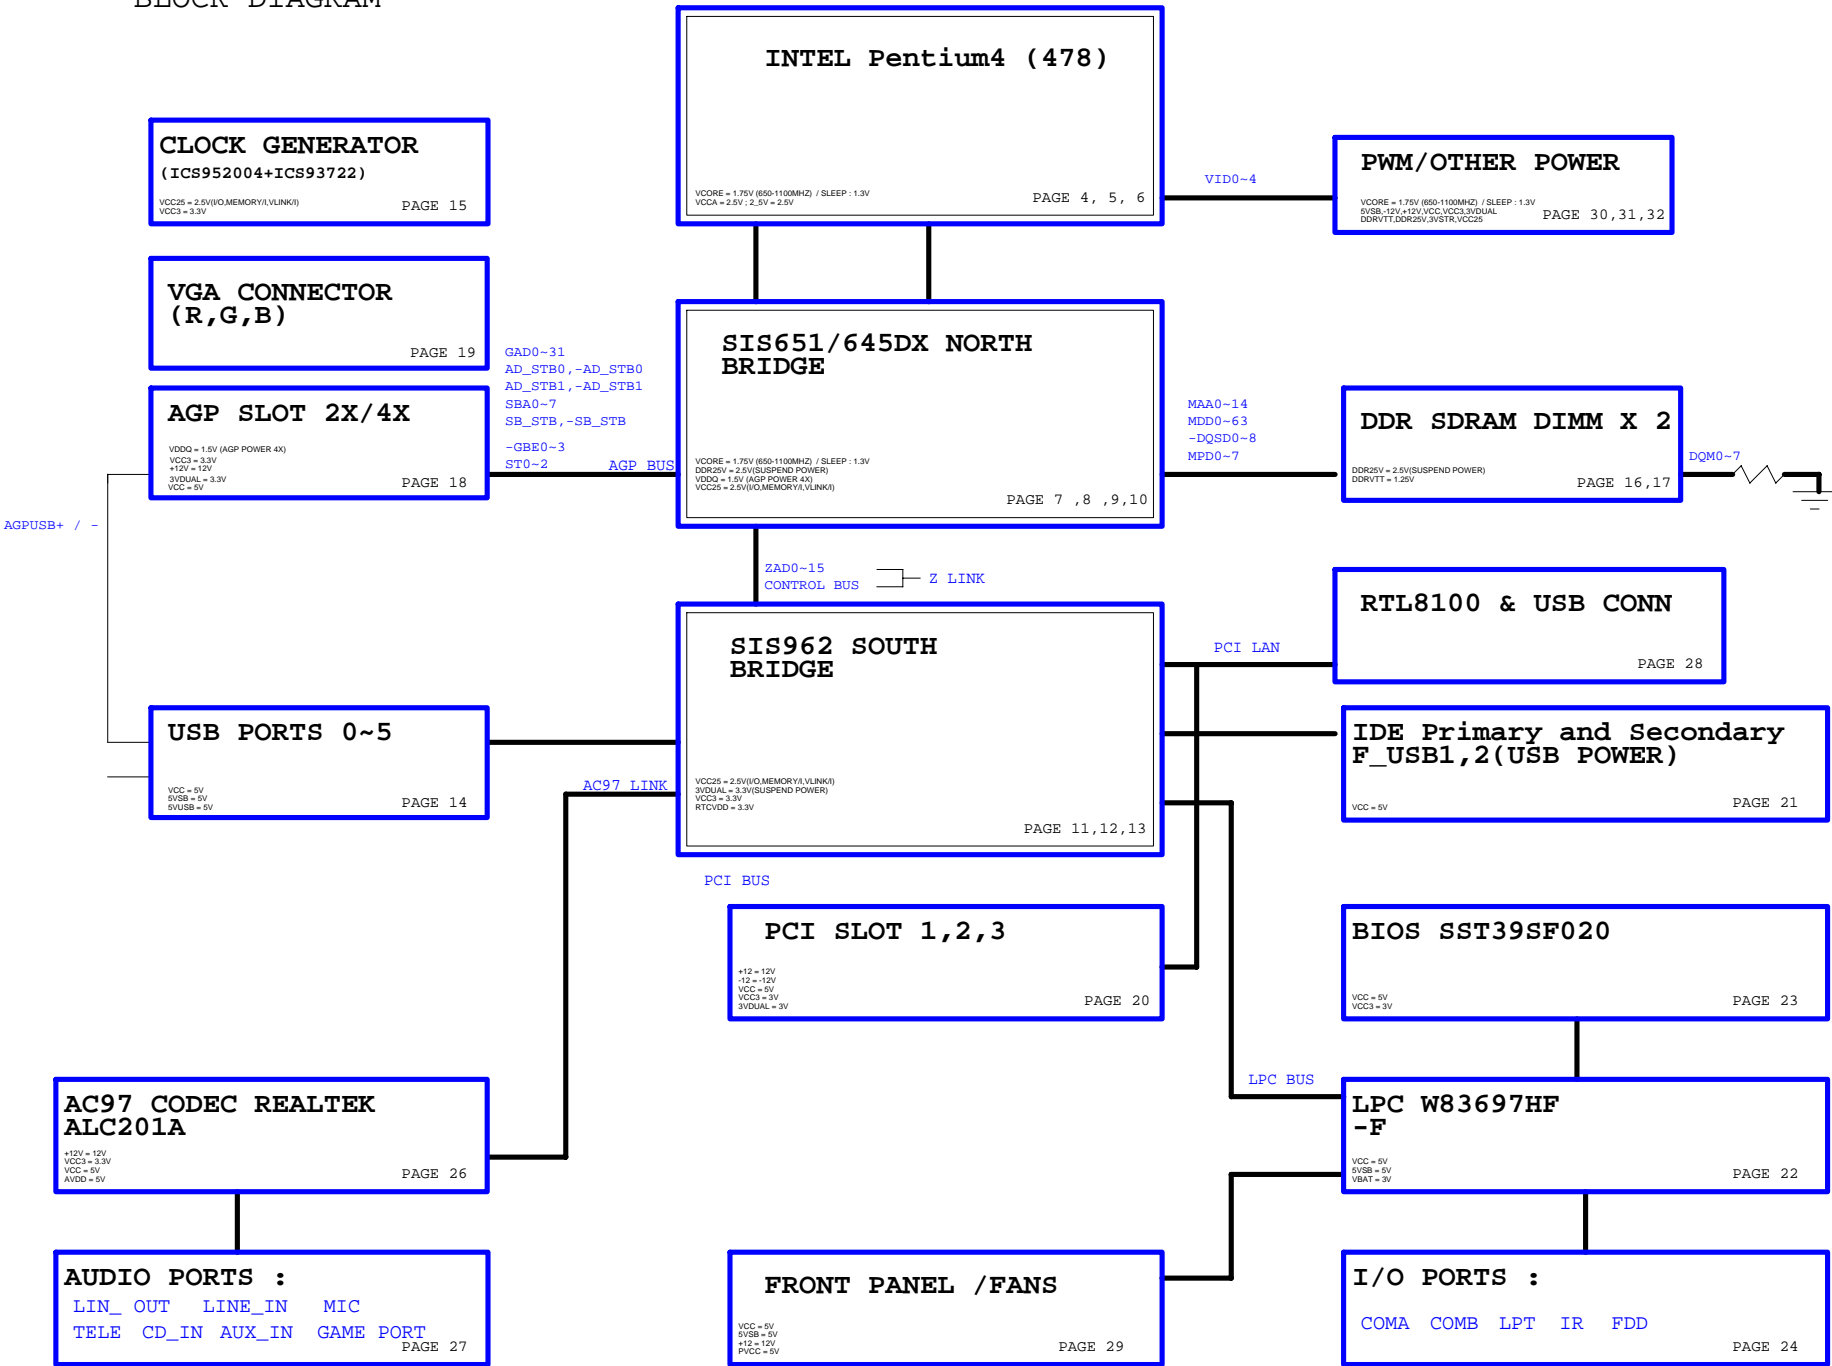 BLOCK DIAGRAM
INTEL Pentium4 (478)
VCORE = 1.75V (650-1100MHZ) / SLEEP : 1.3V
VCCA = 2.5V ; 2_5V = 2.5V
PAGE 4, 5, 6
CLOCK GENERATOR
(ICS952004+ICS93722)
VCC25 = 2.5V(I/O,MEMORY/I,VLINK/I)
VCC3 = 3.3V
PAGE 15
VID0~4
PWM/OTHER POWER
VCORE = 1.75V (650-1100MHZ) / SLEEP : 1.3V
5VSB,-12V,+12V,VCC,VCC3,3VDUAL
DDRVTT,DDR25V,3VSTR,VCC25
PAGE 30,31,32
VGA CONNECTOR
(R,G,B)
PAGE 19
GAD0~31
AD_STB0,-AD_STB0
AD_STB1,-AD_STB1
SBA0~7
SB_STB,-SB_STB
-GBE0~3
ST0~2
AGP BUS
SIS651/645DX NORTH
BRIDGE
VCORE = 1.75V (650-1100MHZ) / SLEEP : 1.3V
DDR25V = 2.5V(SUSPEND POWER)
VDDQ = 1.5V (AGP POWER 4X)
VCC25 = 2.5V(I/O,MEMORY/I,VLINK/I)
PAGE 7 ,8 ,9,10
AGP SLOT 2X/4X
VDDQ = 1.5V (AGP POWER 4X)
VCC3 = 3.3V
+12V = 12V
3VDUAL = 3.3V
VCC = 5V
PAGE 18
MAA0~14
MDD0~63
-DQSD0~8
MPD0~7
DDR SDRAM DIMM X 2
DDR25V = 2.5V(SUSPEND POWER)
DDRVTT = 1.25V
PAGE 16,17
DQM0~7
AGPUSB+ / -
ZAD0~15
CONTROL BUS
Z LINK
SIS962 SOUTH
BRIDGE
VCC25 = 2.5V(I/O,MEMORY/I,VLINK/I)
3VDUAL = 3.3V(SUSPEND POWER)
VCC3 = 3.3V
RTCVDD = 3.3V
PAGE 11,12,13
PCI LAN
RTL8100 & USB CONN
PAGE 28
USB PORTS 0~5
VCC = 5V
5VSB = 5V
5VUSB = 5V
PAGE 14
AC97 LINK
IDE Primary and Secondary
F_USB1,2(USB POWER)
VCC = 5V
PAGE 21
PCI BUS
PCI SLOT 1,2,3
+12 = 12V
-12 = -12V
VCC = 5V
VCC3 = 3V
3VDUAL = 3V
PAGE 20
BIOS SST39SF020
VCC = 5V
VCC3 = 3V
PAGE 23
AC97 CODEC REALTEK
ALC201A
+12V = 12V
VCC3 = 3.3V
VCC = 5V
AVDD = 5V
PAGE 26
LPC BUS
LPC W83697HF
-F
VCC = 5V
5VSB = 5V
VBAT = 3V
PAGE 22
AUDIO PORTS :
LIN_ OUT LINE_IN MIC
TELE CD_IN AUX_IN GAME PORT
PAGE 27
FRONT PANEL /FANS
VCC = 5V
5VSB = 5V
+12 = 12V
PVCC = 5V
PAGE 29
I/O PORTS :
COMA COMB LPT IR FDD
PAGE 24